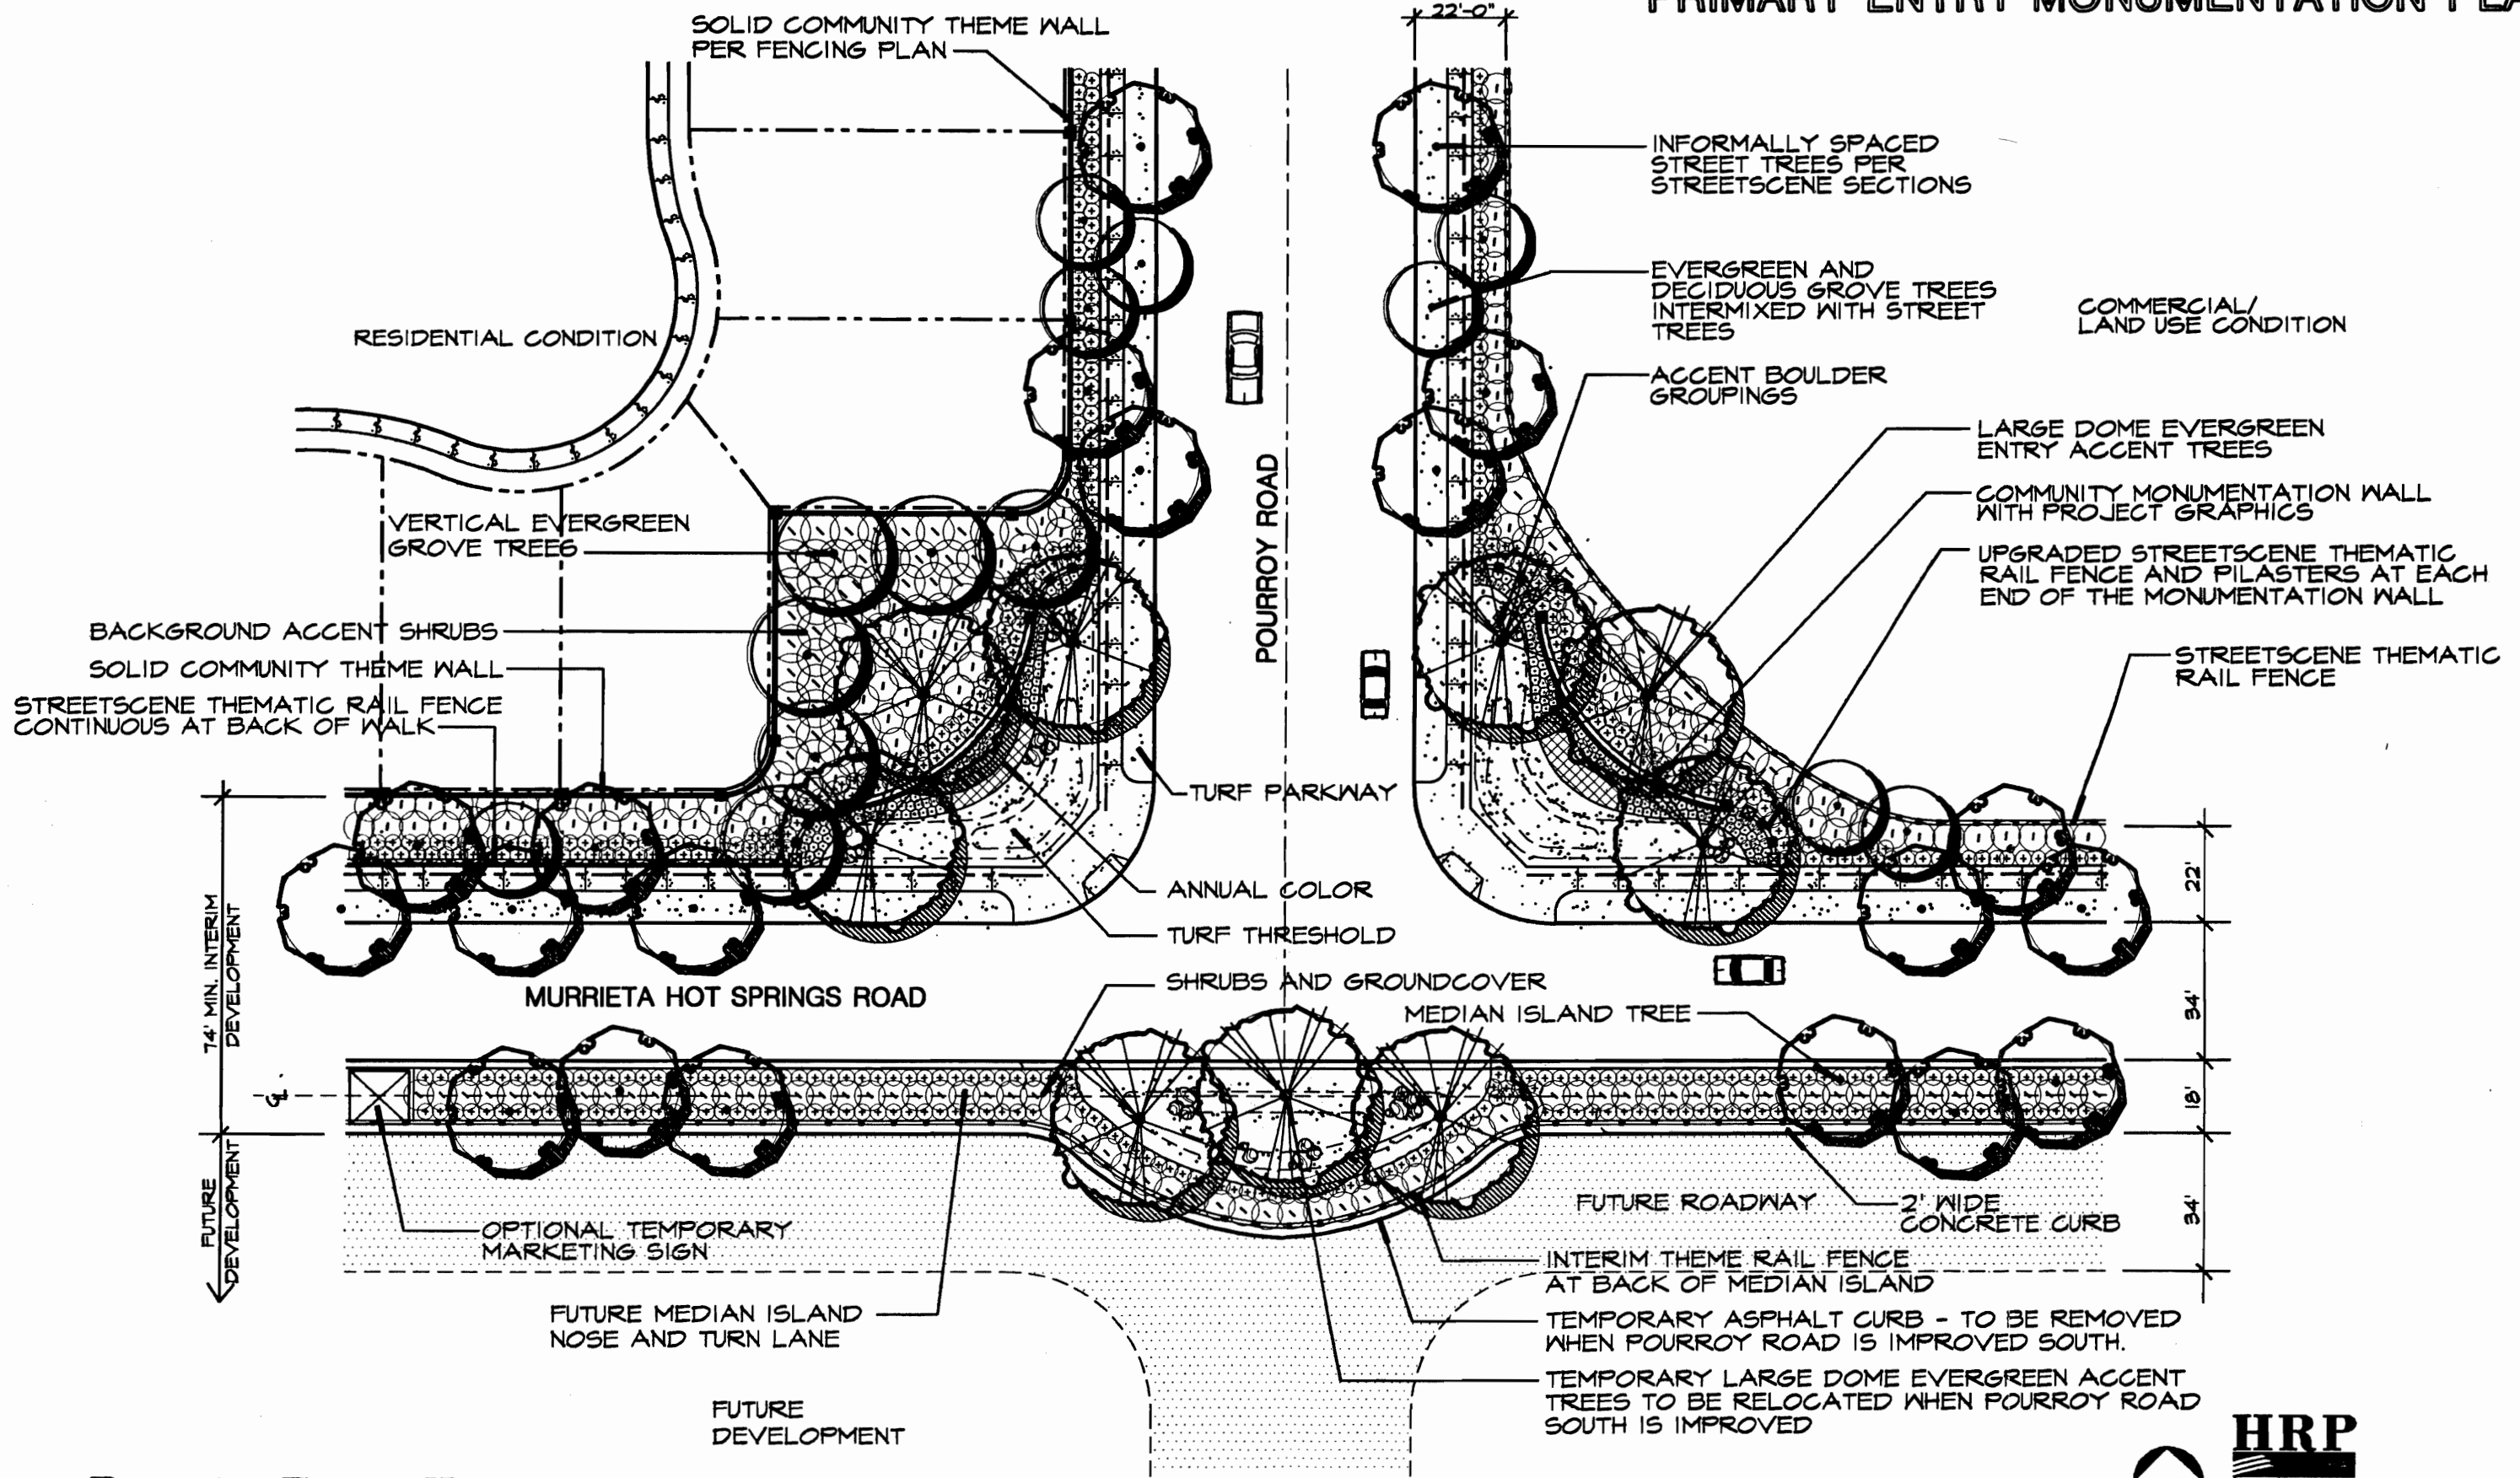 PRIMARY ENTRY MONUMENTATION
22'-0"
SOLID COMMUNITY THEME WALL
PER FENCING PLAN
INFORMALLY SPACED
STREET TREES PER
STREETSCENE SECTIONS
EVERGREEN AND
DECIDUOUS GROVE TREES
INTERMIXED WITH STREET
TREES
COMMERCIAL/
LAND USE CONDITION
RESIDENTIAL CONDITION
ACCENT BOULDER
GROUPINGS
LARGE DOME EVERGREEN
ENTRY ACCENT TREES
COMMUNITY MONUMENTATION WALL
WITH PROJECT GRAPHICS
UPGRADED STREETSCENE THEMATIC
RAIL FENCE AND PILASTERS AT EACH
END OF THE MONUMENTATION WALL
STREETSCENE THEMATIC
RAIL FENCE
POURROY ROAD
VERTICAL EVERGREEN
GROVE TREES
BACKGROUND ACCENT SHRUBS
SOLID COMMUNITY THEME WALL
STREETSCENE THEMATIC RAIL FENCE
CONTINUOUS AT BACK OF WALK
TURF PARKWAY
ANNUAL COLOR
TURF THRESHOLD
SHRUBS AND GROUNDCOVER
MURRIETA HOT SPRINGS ROAD
MEDIAN ISLAND TREE
74' MIN. INTERIM
DEVELOPMENT
FUTURE
DEVELOPMENT
22'
34'
18'
34'
OPTIONAL TEMPORARY
MARKETING SIGN
FUTURE ROADWAY
2' WIDE
CONCRETE CURB
INTERIM THEME RAIL FENCE
AT BACK OF MEDIAN ISLAND
FUTURE MEDIAN ISLAND
NOSE AND TURN LANE
TEMPORARY ASPHALT CURB - TO BE REMOVED
WHEN POURROY ROAD IS IMPROVED SOUTH.
TEMPORARY LARGE DOME EVERGREEN ACCENT
TREES TO BE RELOCATED WHEN POURROY ROAD
SOUTH IS IMPROVED
FUTURE
DEVELOPMENT
HRP